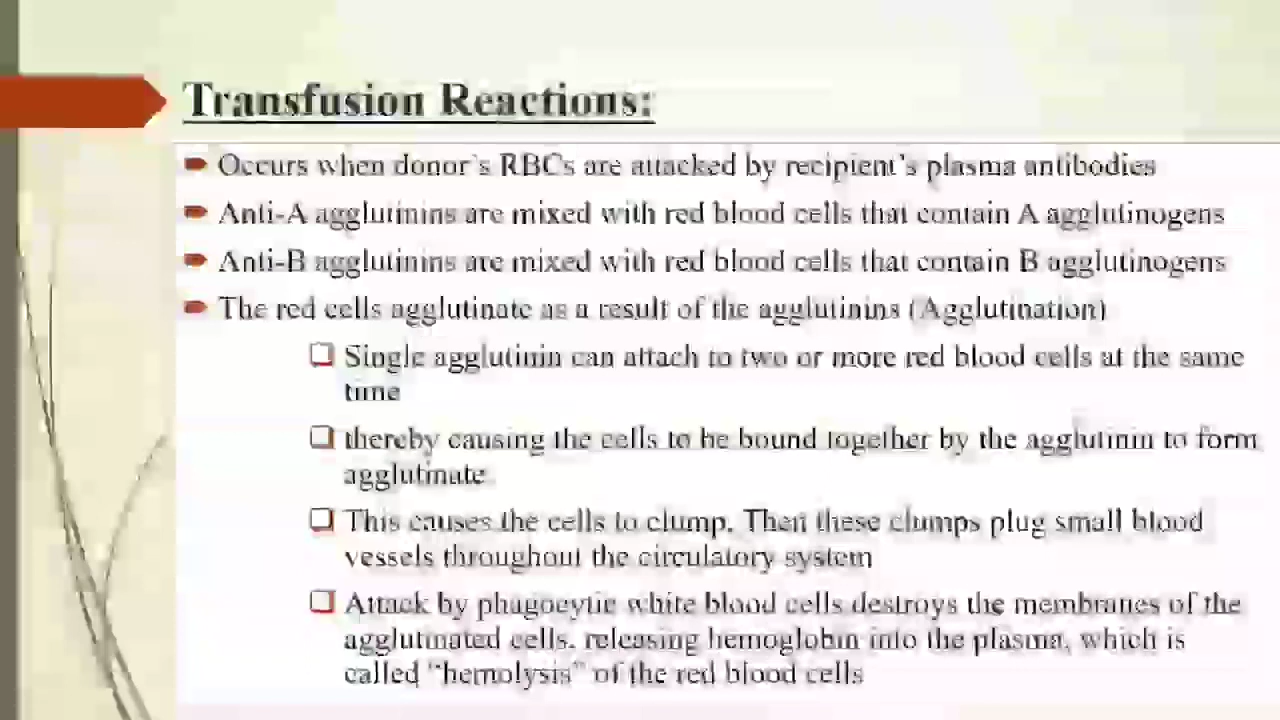 Transfusion Reactions:
Occurs when donor's RBCs are attacked by recipient's plasma antibodies
Anti-A agglutinins are mixed with red blood cells that contain A agglutinogens
Anti-B agglutinins are mixed with red blood cells that contain B agglutinogens
The red cells agglutinate as a result of the agglutinins (Agglutination)
Single agglutinin can attach to two or more red blood cells at the same
time
thereby causing the cells to be bound together by the agglutinin to form
agglutinate.
This causes the cells to clump. Then these clumps plug small blood
vessels throughout the circulatory system
Attack by phagocytic white blood cells destroys the membranes of the
agglutinated cells, releasing hemoglobin into the plasma, which is
called "hemolysis" of the red blood cells